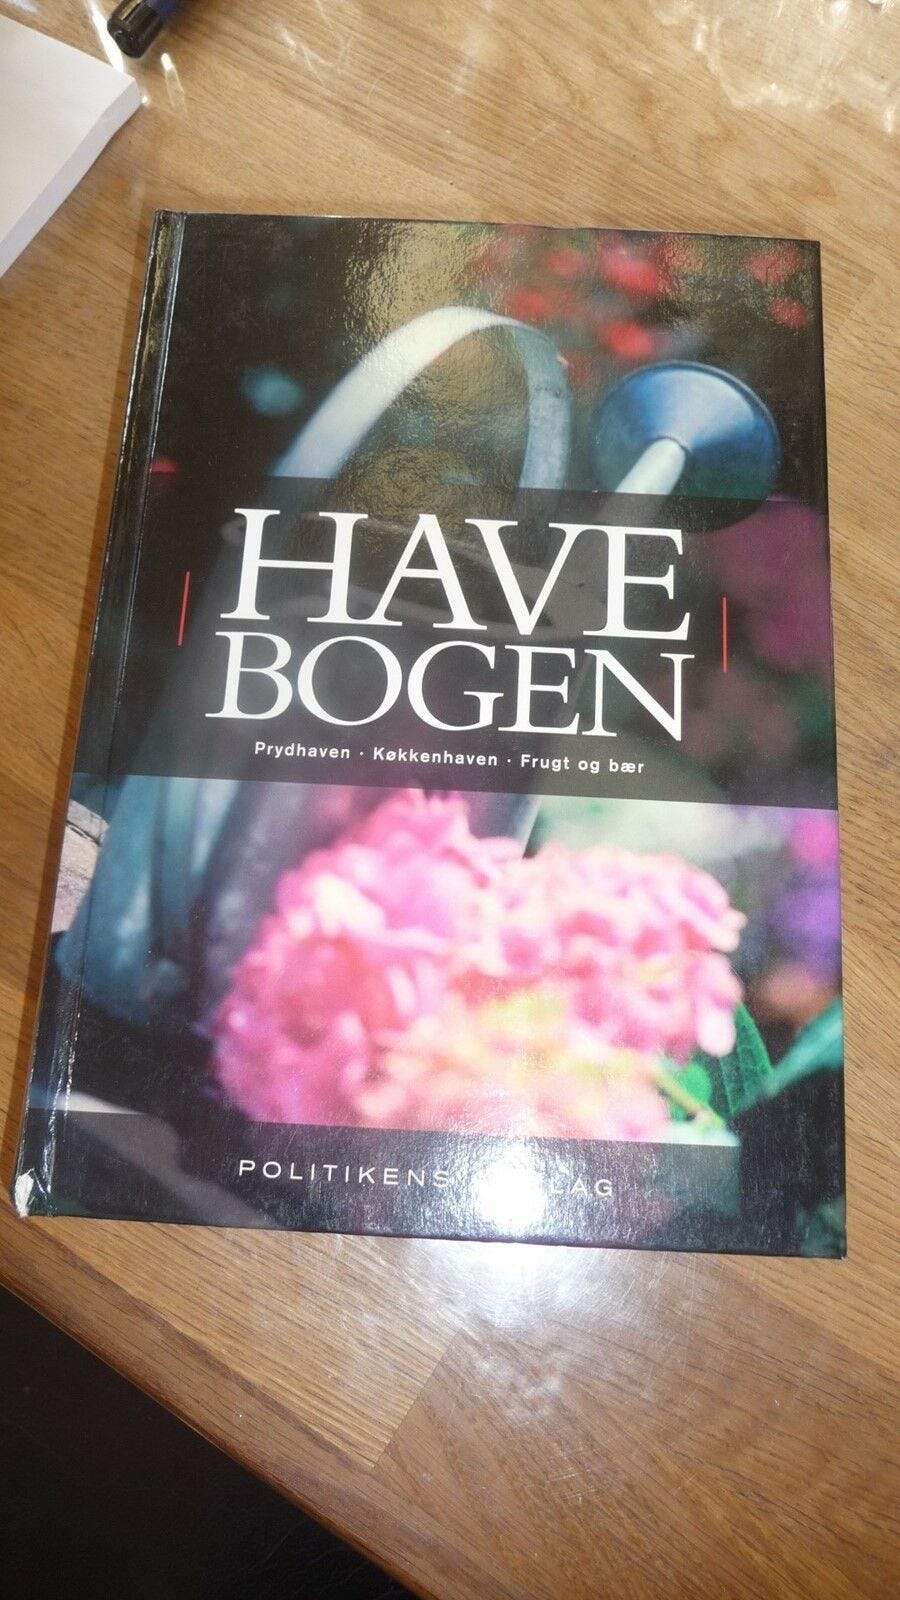 HAVE
BOGEN
Prydhaven · Køkkenhaven · Frugt og bær
POLITIKENS